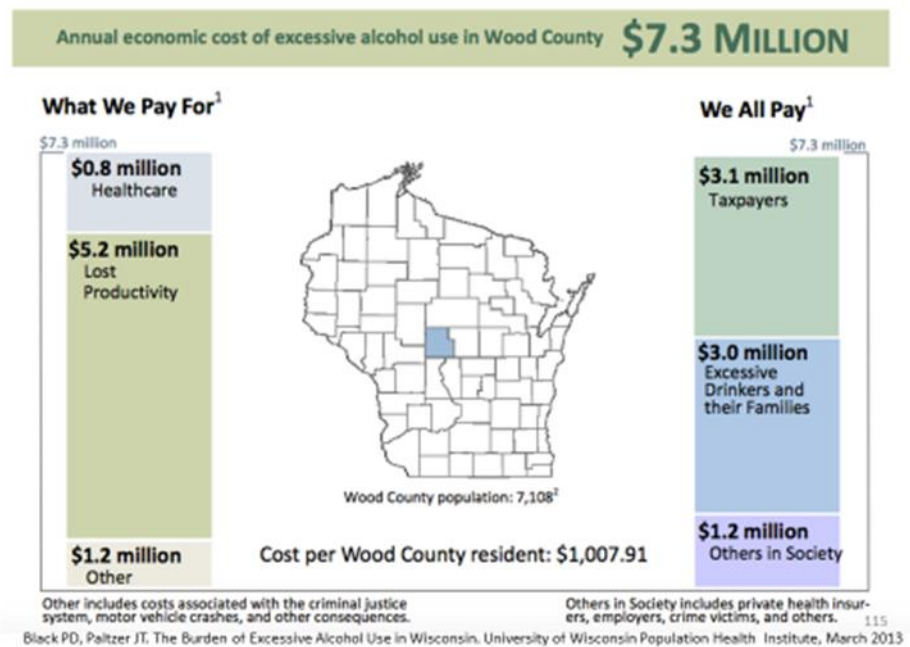 Annual economic cost of excessive alcohol use in Wood County $7.3 MILLION
What We Pay For1
$7.3 million
$0.8 million
Healthcare
$5.2 million
Lost
Productivity
$1.2 million
Other
Other includes costs associated with the criminal justice
system, motor vehicle crashes, and other consequences.
Wood County population: 7,108²
Cost per Wood County resident: $1,007.91
We All Pay1
$7.3 million
$3.1 million
Taxpayers
$3.0 million
Excessive
Drinkers and
their Families
$1.2 million
Others in Society
Others in Society includes private health insur-
ers, employers, crime victims, and others.
115
Black PD, Paltzer JT. The Burden of Excessive Alcohol Use in Wisconsin. University of Wisconsin Population Health Institute, March 2013